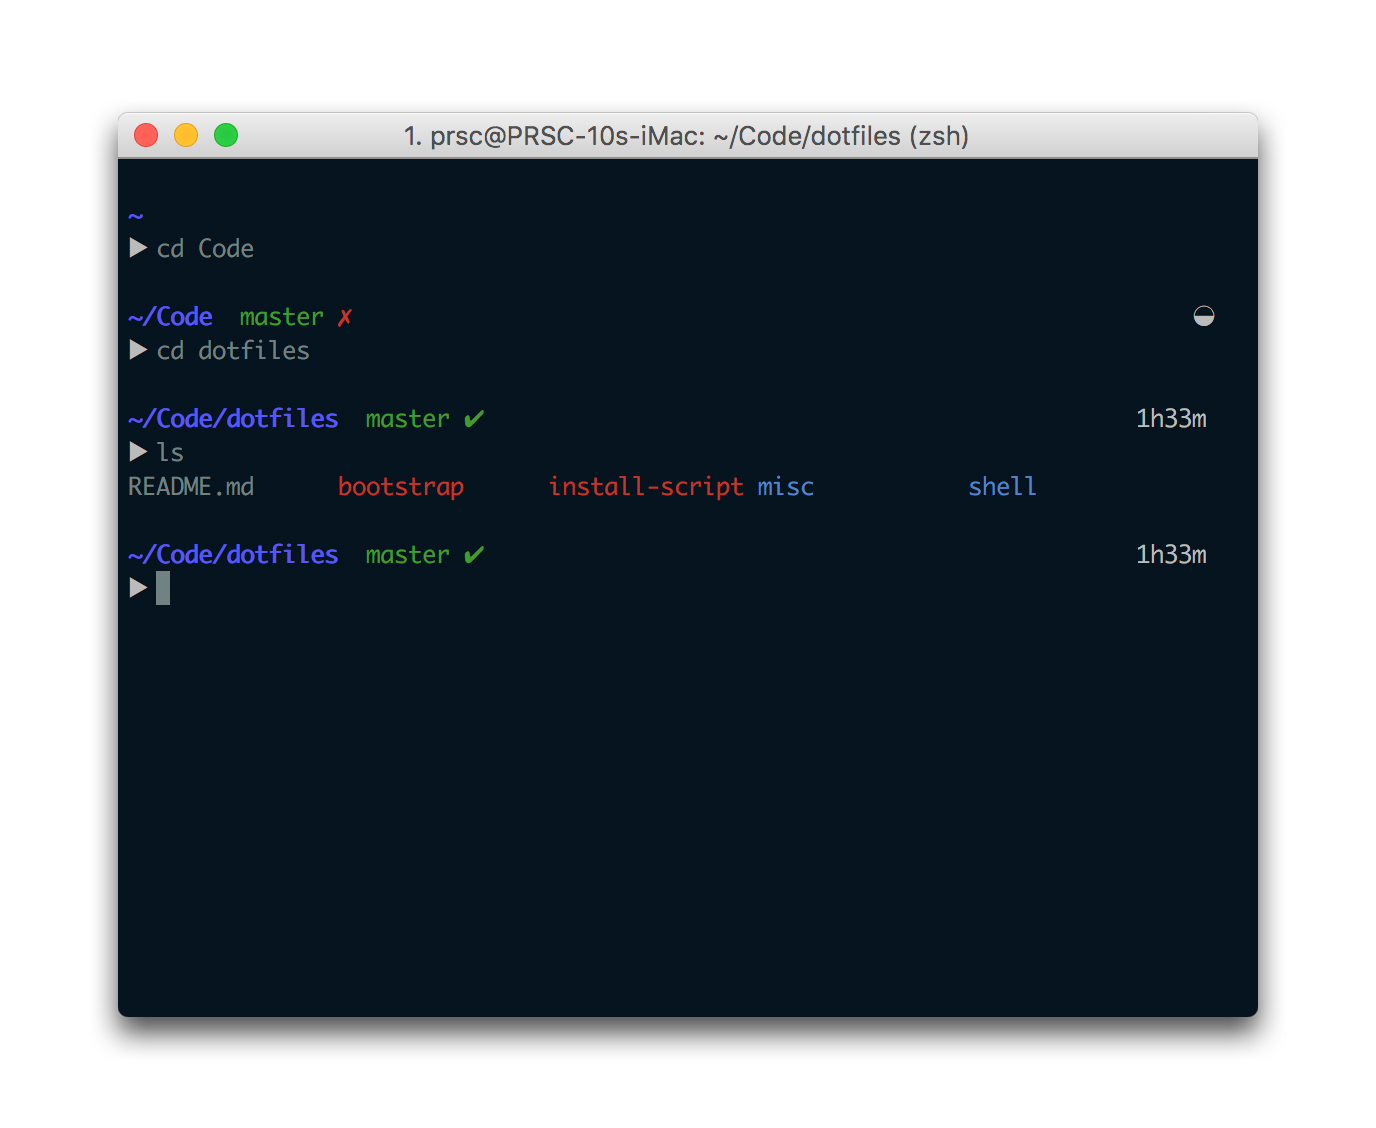 1. prsc@PRSC-10s-iMac: ~/Code/dotfiles (zsh)
~
▶ cd Code
~/Code  master ✗ ◒
▶ cd dotfiles
~/Code/dotfiles  master ✔ 1h33m
▶ ls
README.md      bootstrap      install-script misc           shell
~/Code/dotfiles  master ✔ 1h33m
▶